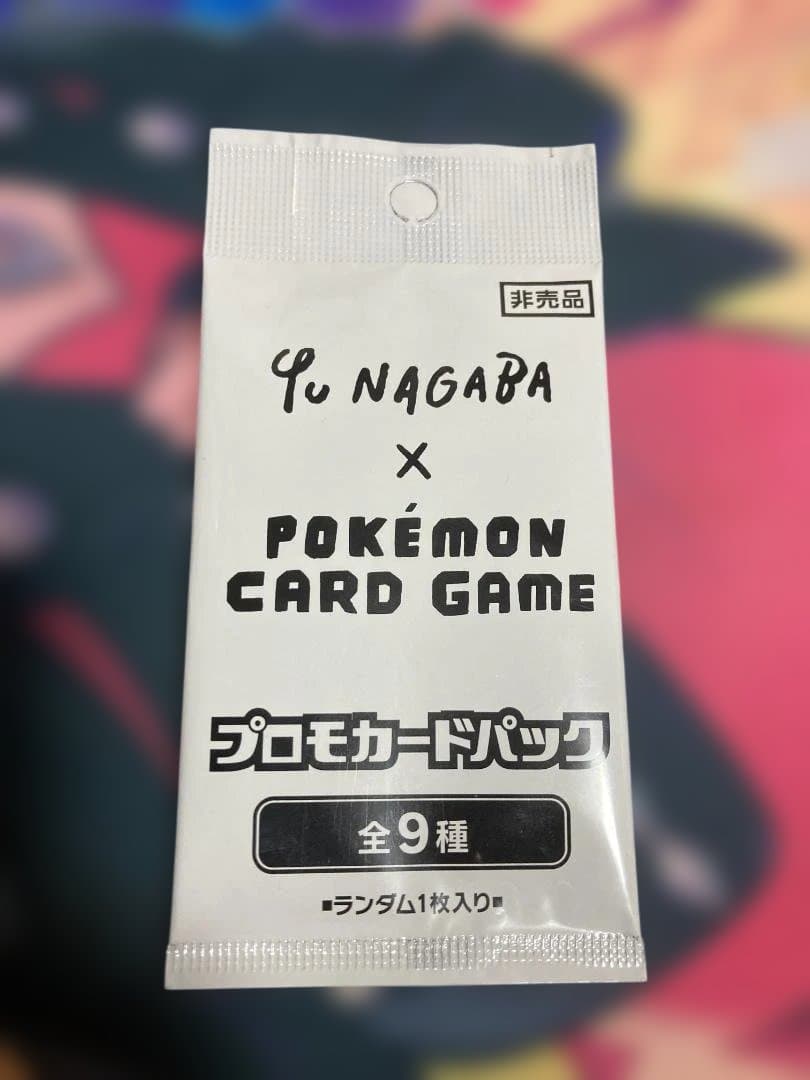 非売品
Yu NAGABA
×
POKÉMON
CARD GAME
プロモカードパック
全9種
■ランダム1枚入り■